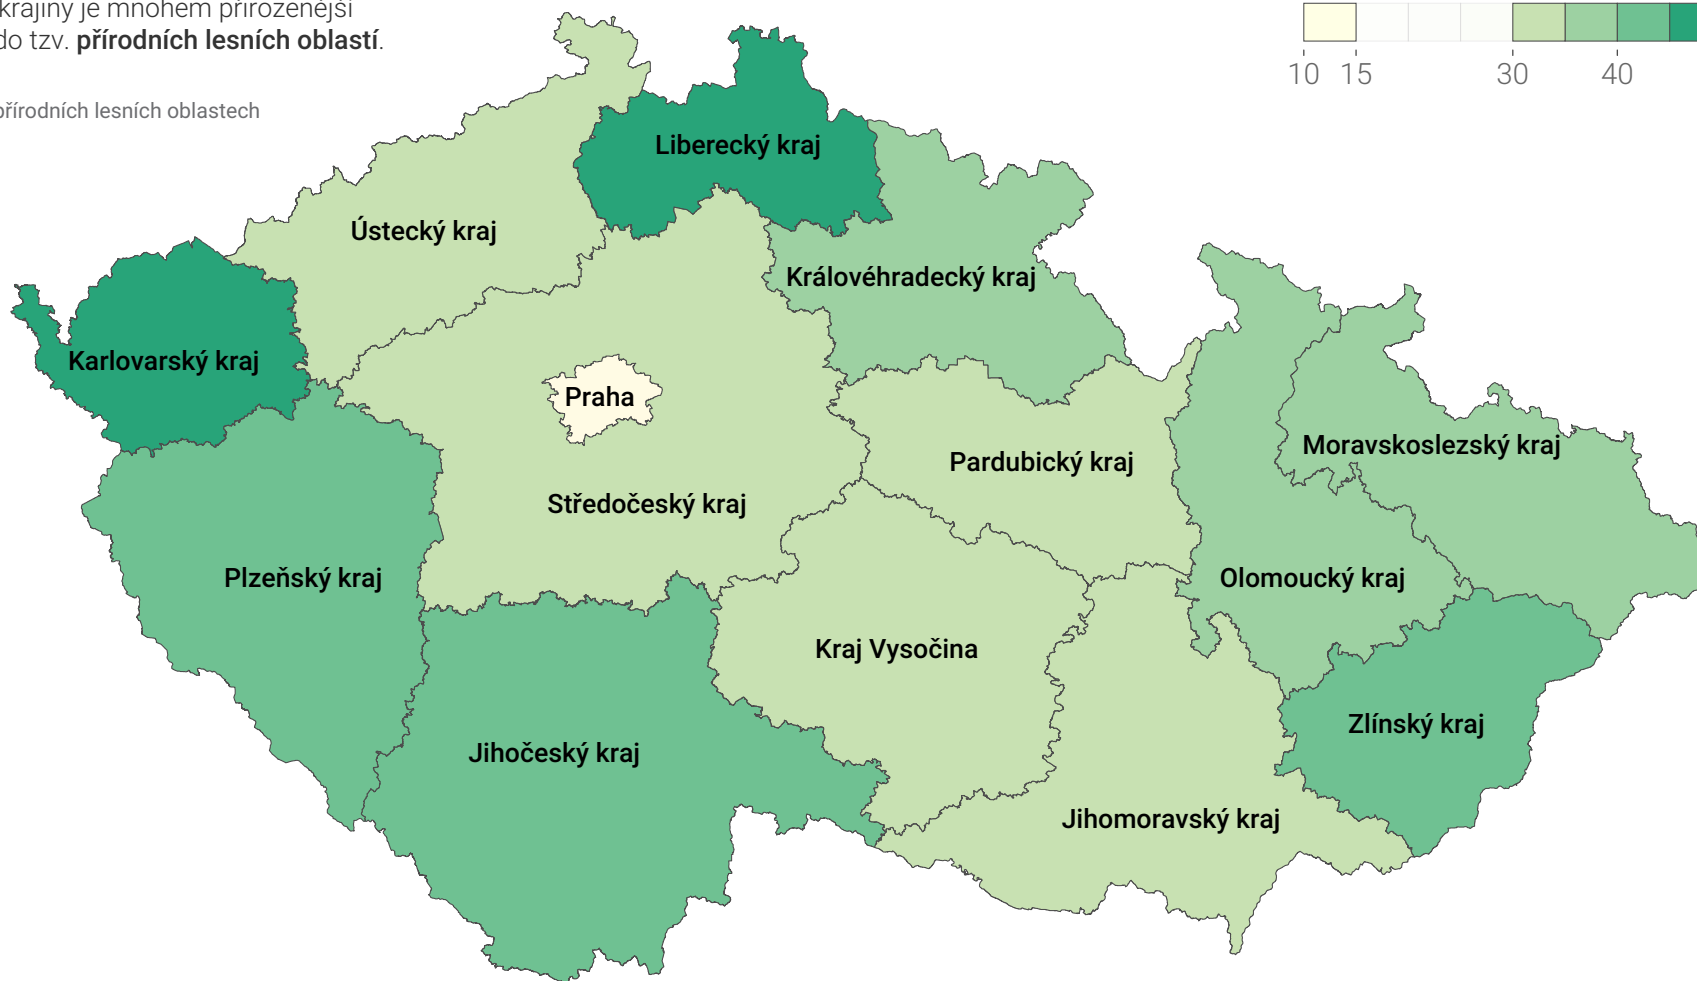 krajiny je mnohem přirozenější
do tzv. přírodních lesních oblastí.
přírodních lesních oblastech
10 15 30 40
Liberecký kraj
Ústecký kraj
Královéhradecký kraj
Karlovarský kraj
Praha
Moravskoslezský kraj
Pardubický kraj
Středočeský kraj
Plzeňský kraj
Olomoucký kraj
Kraj Vysočina
Zlínský kraj
Jihočeský kraj
Jihomoravský kraj